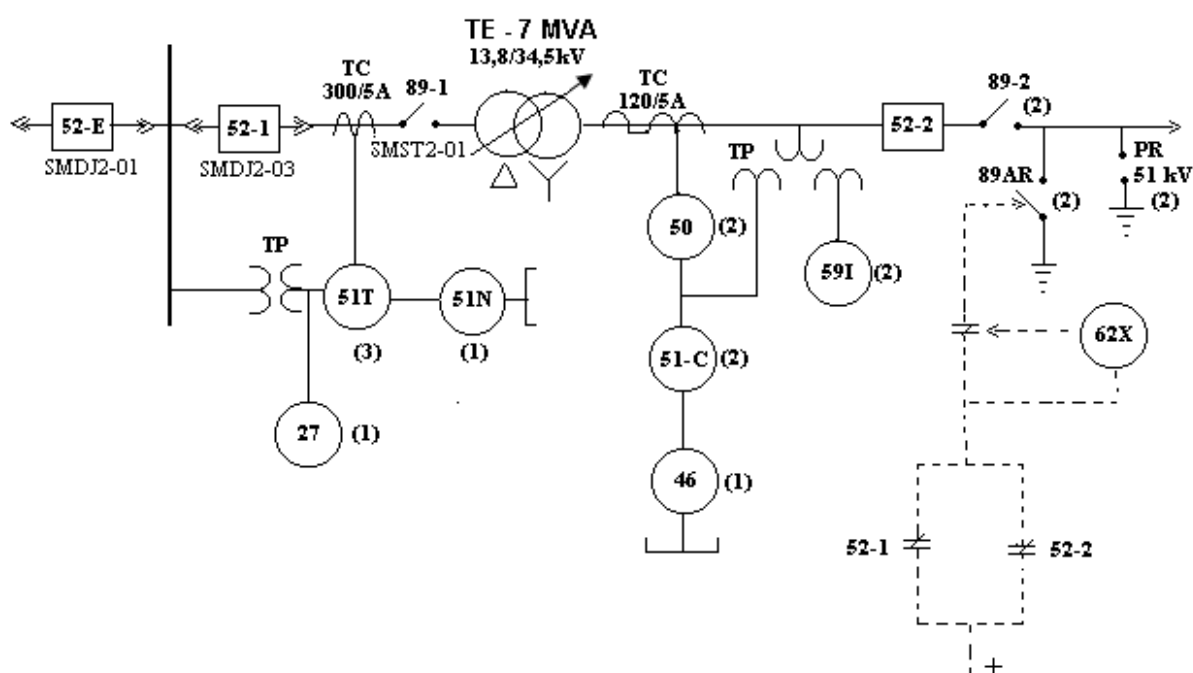 TE - 7 MVA
13,8/34,5kV
TC
300/5A
89-1
TC
120/5A
89-2
(2)
52-E
52-1
52-2
SMDJ2-01
SMDJ2-03
SMST2-01
TP
PR
51 kV
(2)
89AR
(2)
50
(2)
59I
(2)
TP
51T
(3)
51N
(1)
62X
51-C
(2)
27
(1)
46
(1)
52-1
52-2
+